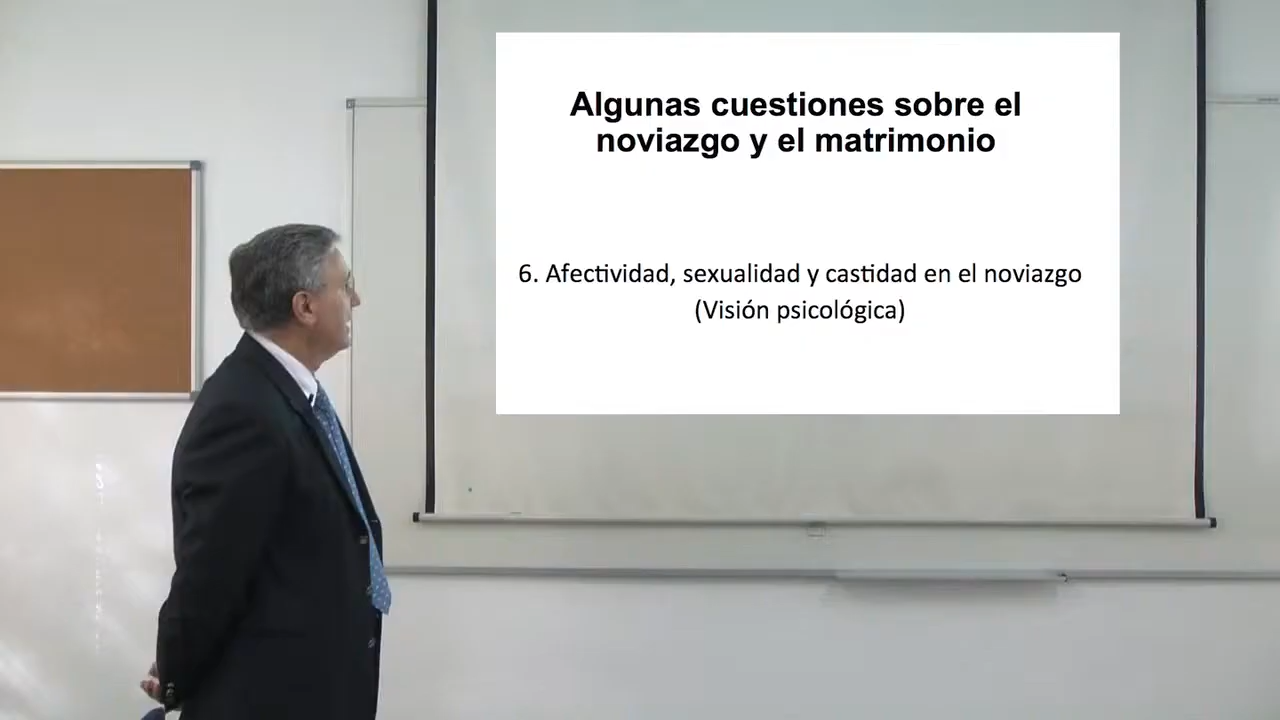 Algunas cuestiones sobre el
noviazgo y el matrimonio
6. Afectividad, sexualidad y castidad en el noviazgo
(Visión psicológica)